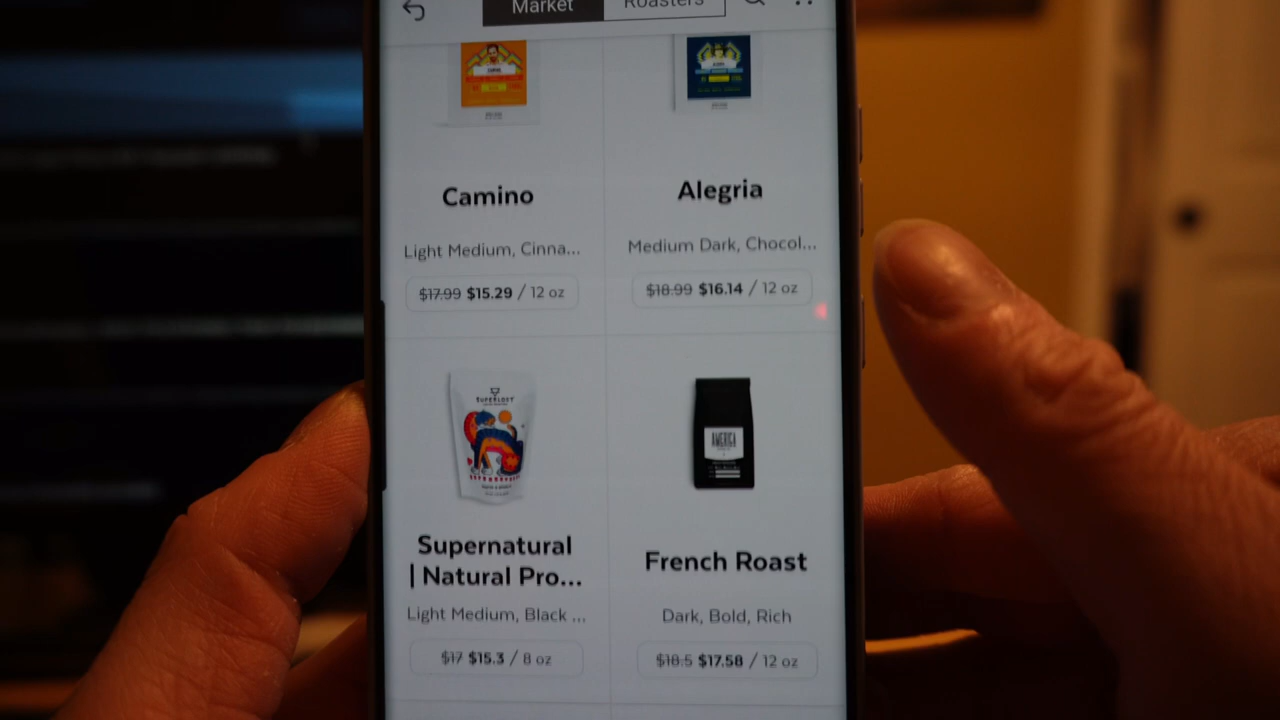 Market
Roasters
Camino
Light Medium, Cinna...
$17.99 $15.29 / 12 oz
Alegria
Medium Dark, Chocol...
$18.99 $16.14 / 12 oz
SUPERLOST
Supernatural
| Natural Pro...
Light Medium, Black ...
$17 $15.3 / 8 oz
AMERICA
French Roast
Dark, Bold, Rich
$18.5 $17.58 / 12 oz